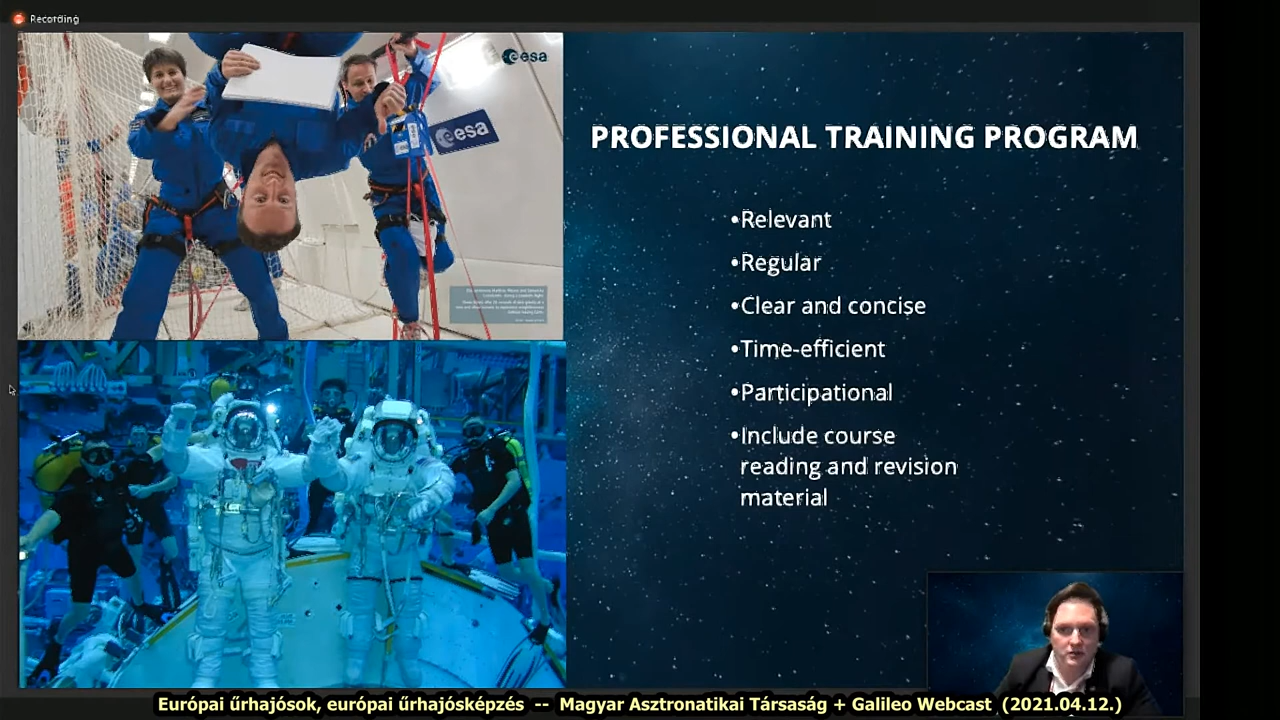 Recording
esa
esa
PROFESSIONAL TRAINING PROGRAM
•Relevant
•Regular
•Clear and concise
•Time-efficient
•Participational
•Include course
reading and revision
material
Európai űrhajósok, európai űrhajósképzés -- Magyar Asztronatikai Társaság + Galileo Webcast (2021.04.12.)